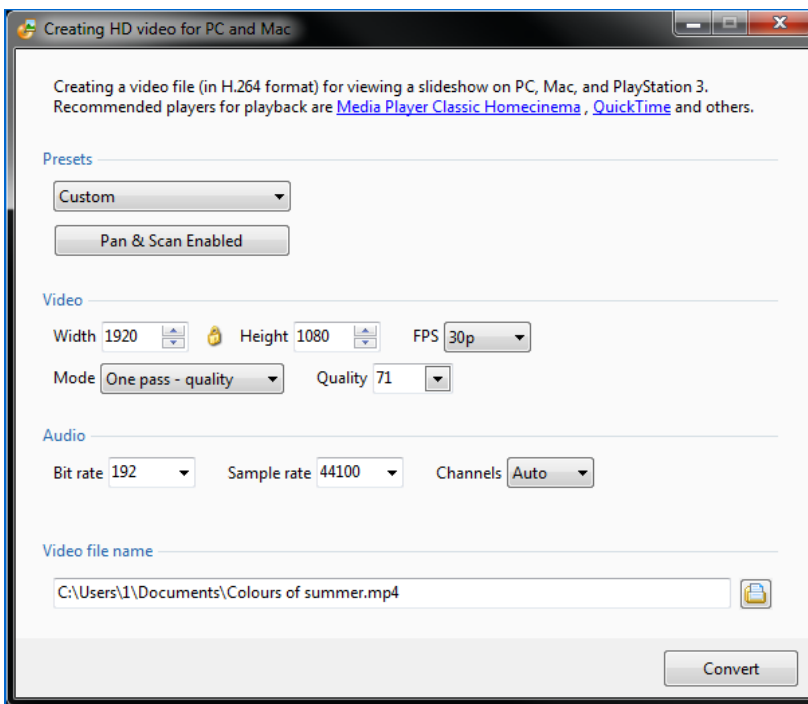 Creating HD video for PC and Mac
Creating a video file (in H.264 format) for viewing a slideshow on PC, Mac, and PlayStation 3.
Recommended players for playback are Media Player Classic Homecinema , QuickTime and others.
Presets
Custom
Pan & Scan Enabled
Video
Width 1920 Height 1080 FPS 30p
Mode One pass - quality Quality 71
Audio
Bit rate 192 Sample rate 44100 Channels Auto
Video file name
C:\Users\1\Documents\Colours of summer.mp4
Convert